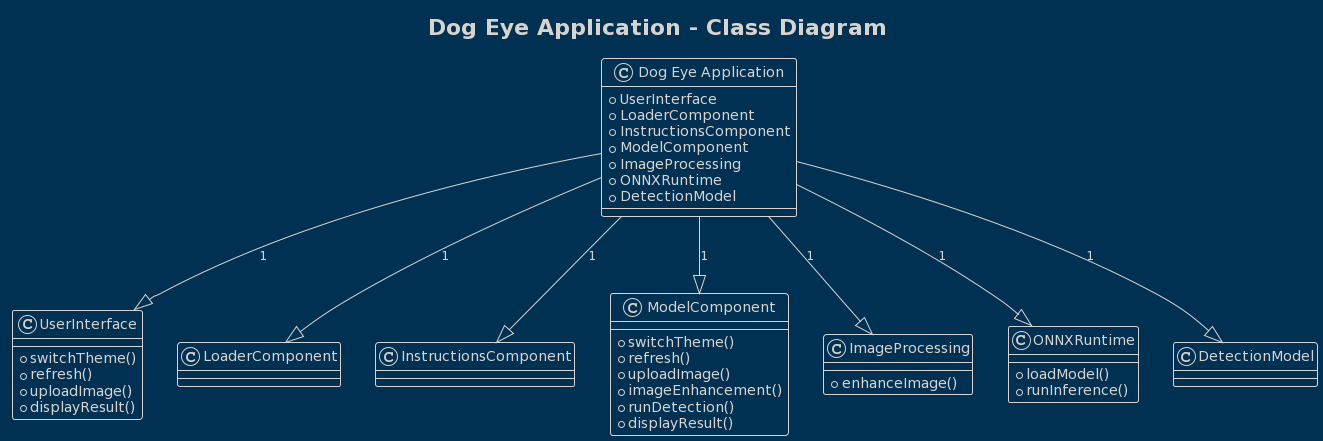 Dog Eye Application - Class Diagram
C Dog Eye Application
UserInterface
LoaderComponent
InstructionsComponent
ModelComponent
ImageProcessing
ONNXRuntime
DetectionModel
1
1
1
1
1
1
1
C UserInterface
switchTheme()
refresh()
uploadImage()
displayResult()
C LoaderComponent
C InstructionsComponent
C ModelComponent
switchTheme()
refresh()
uploadImage()
imageEnhancement()
runDetection()
displayResult()
C ImageProcessing
enhanceImage()
C ONNXRuntime
loadModel()
runInference()
C DetectionModel